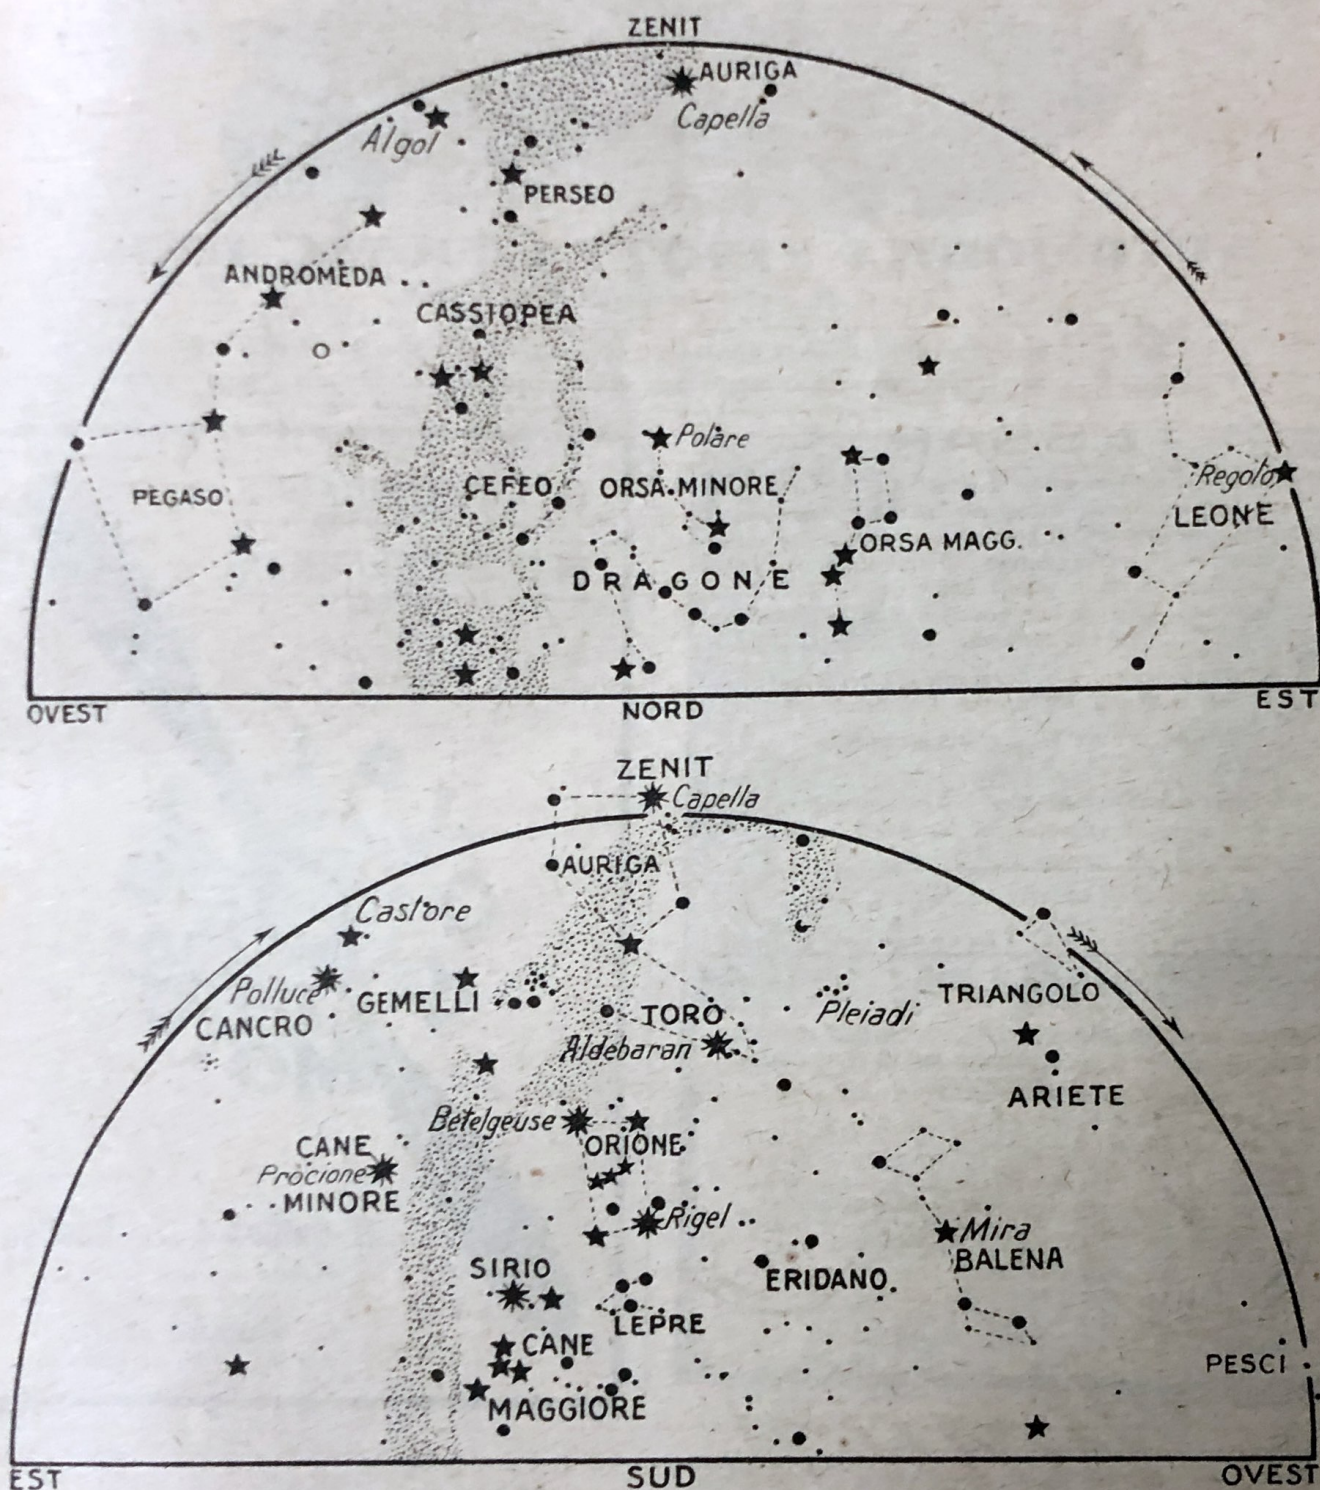 ZENIT
AURIGA
Capella
Algol
PERSEO
ANDROMEDA
CASSIOPEA
Polare
PEGASO
CEFEO
ORSA MINORE
Regolo
LEONE
ORSA MAGG.
DRAGONE
OVEST
NORD
EST
ZENIT
Capella
AURIGA
Castore
Polluce
GEMELLI
CANCRO
TORO
Pleiadi
TRIANGOLO
Aldebaran
ARIETE
Betelgeuse
ORIONE
CANE
Procione
MINORE
Rigel
Mira
BALENA
SIRIO
ERIDANO
LEPRE
CANE
MAGGIORE
PESCI
EST
SUD
OVEST